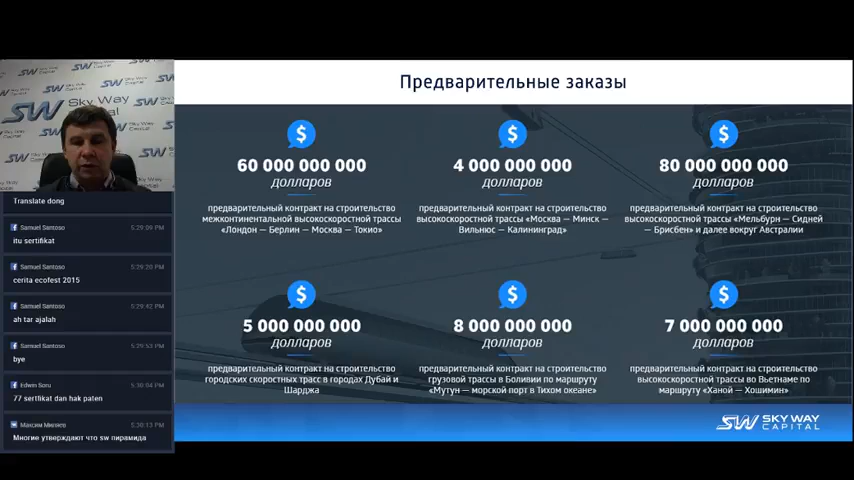 Предварительные заказы
60 000 000 000
долларов
предварительный контракт на строительство
межконтинентальной высокоскоростной трассы
«Лондон — Берлин — Москва — Токио»
4 000 000 000
долларов
предварительный контракт на строительство
высокоскоростной трассы «Москва — Минск —
Вильнюс — Калининград»
80 000 000 000
долларов
предварительный контракт на строительство
высокоскоростной трассы «Мельбурн — Сидней
— Брисбен» и далее вокруг Австралии
5 000 000 000
долларов
предварительный контракт на строительство
городских скоростных трасс в городах Дубай и
Шарджа
8 000 000 000
долларов
предварительный контракт на строительство
грузовой трассы в Боливии по маршруту
«Мутун — морской порт в Тихом океане»
7 000 000 000
долларов
предварительный контракт на строительство
высокоскоростной трассы во Вьетнаме по
маршруту «Ханой — Хошимин»
SW SKY WAY
CAPITAL
SW Sky Way
Capital
Translate dong
Samuel Santoso 5:29:09 PM
itu sertifikat
Samuel Santoso 5:29:20 PM
cerita ecofest 2015
Samuel Santoso 5:29:42 PM
ah tar ajalah
Samuel Santoso 5:29:53 PM
bye
Edwin Soru 5:30:04 PM
77 sertfikat dan hak paten
Максим 5:30:13 PM
Многие утверждают что sw пирамида